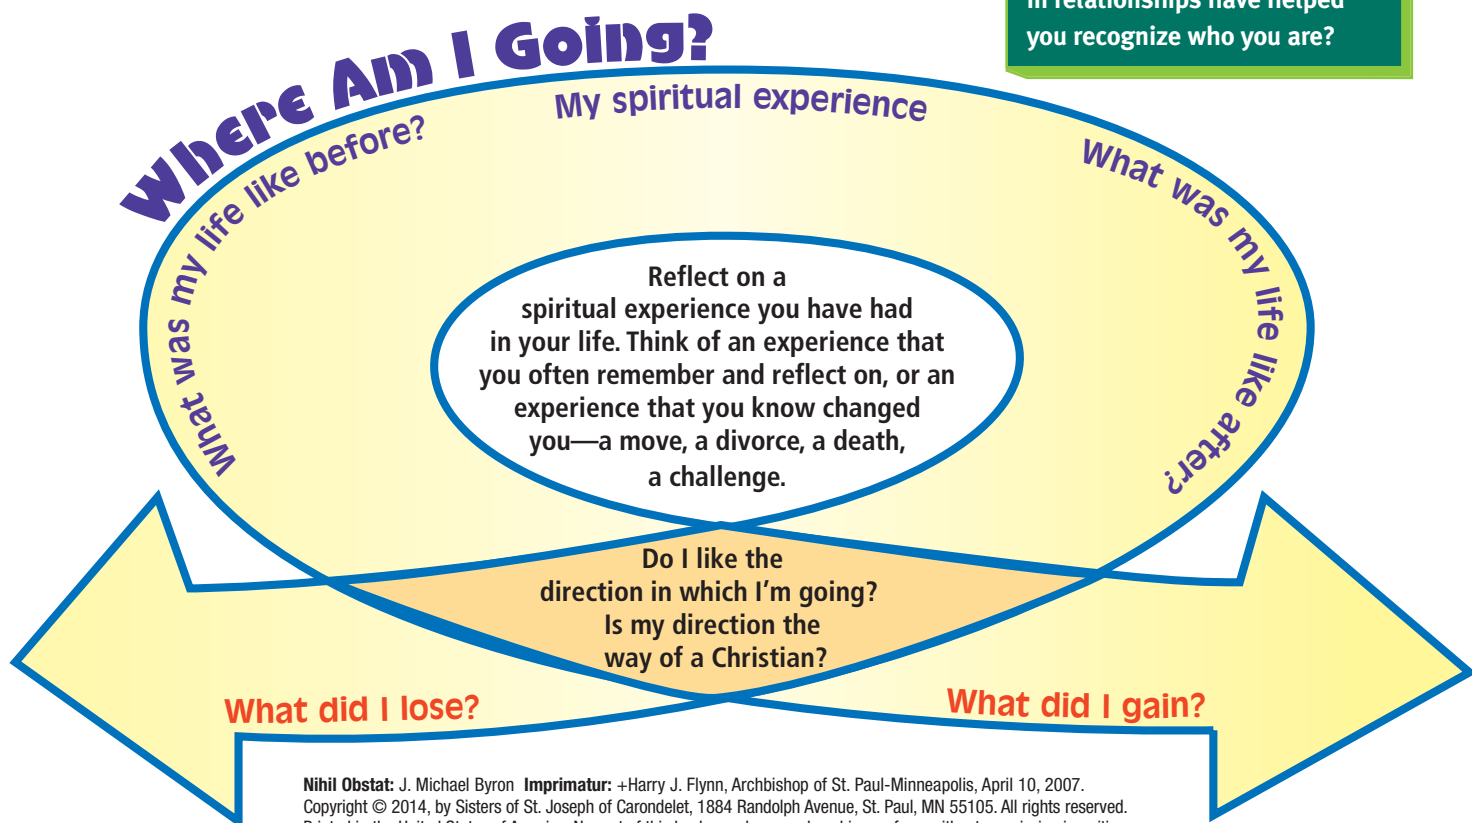 in relationships have helped
you recognize who you are?
Where Am I Going?
What was my life like before?
My spiritual experience
What was my life like after?
Reflect on a
spiritual experience you have had
in your life. Think of an experience that
you often remember and reflect on, or an
experience that you know changed
you—a move, a divorce, a death,
a challenge.
Do I like the
direction in which I'm going?
Is my direction the
way of a Christian?
What did I lose?
What did I gain?
Nihil Obstat: J. Michael Byron Imprimatur: +Harry J. Flynn, Archbishop of St. Paul-Minneapolis, April 10, 2007.
Copyright © 2014, by Sisters of St. Joseph of Carondelet, 1884 Randolph Avenue, St. Paul, MN 55105. All rights reserved.